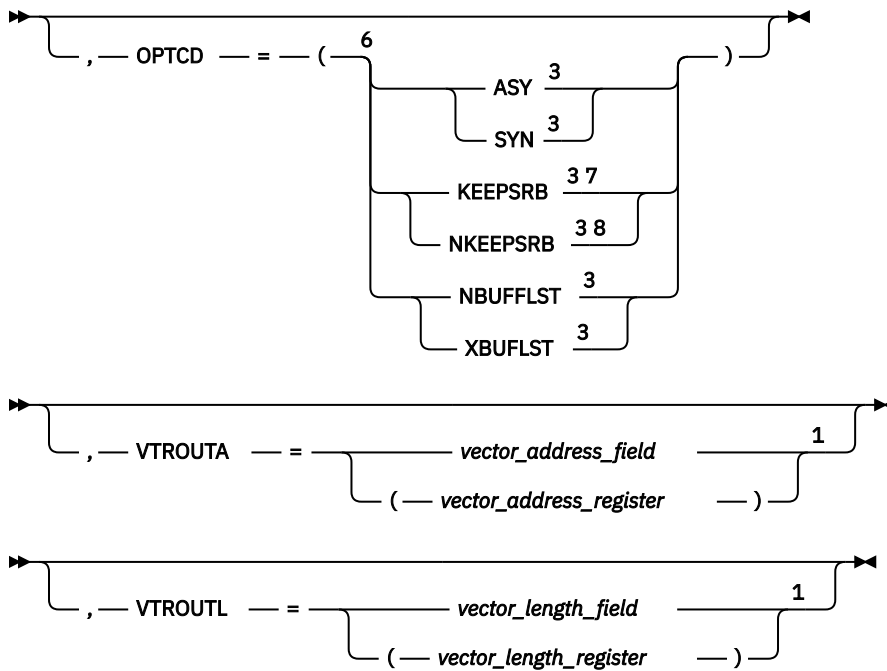 6
, OPTCD = ( )
ASY 3
SYN 3
KEEPSRB 3 7
NKEEPSRB 3 8
NBUFFLST 3
XBUFLST 3
, VTROUTA = vector_address_field 1
( vector_address_register )
, VTROUTL = vector_length_field 1
( vector_length_register )